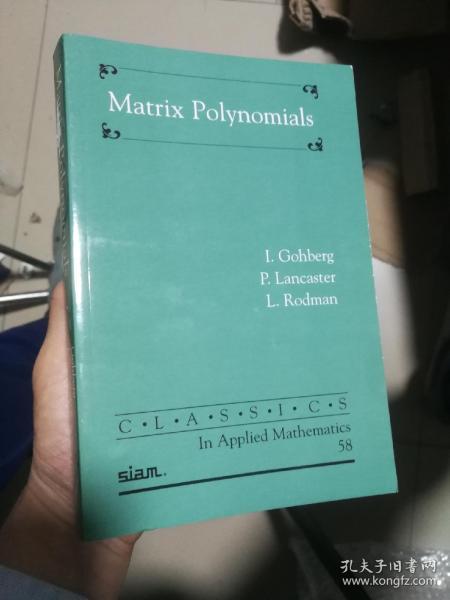 Matrix Polynomials
I. Gohberg
P. Lancaster
L. Rodman
C•L•A•S•S•I•C•S
In Applied Mathematics
58
siam.
孔夫子旧书网
www.kongfz.com